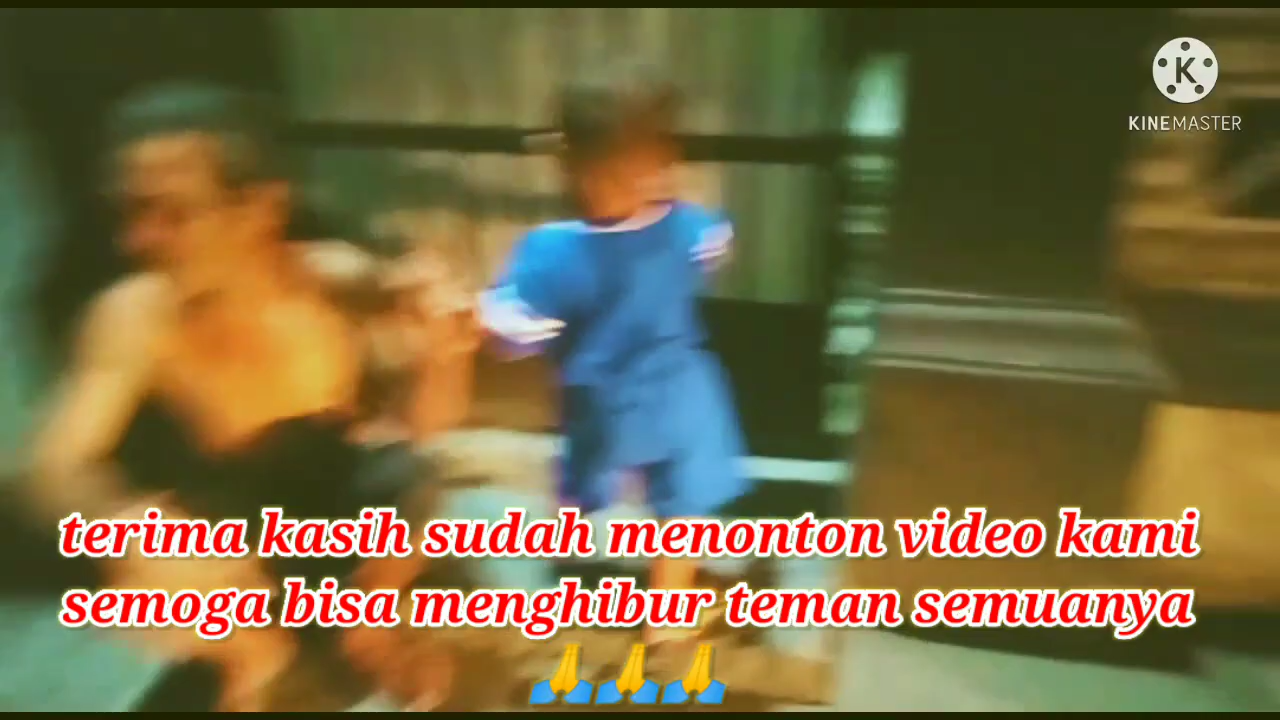 KINEMASTER
terima kasih sudah menonton video kami
semoga bisa menghibur teman semuanya
🙏🙏🙏